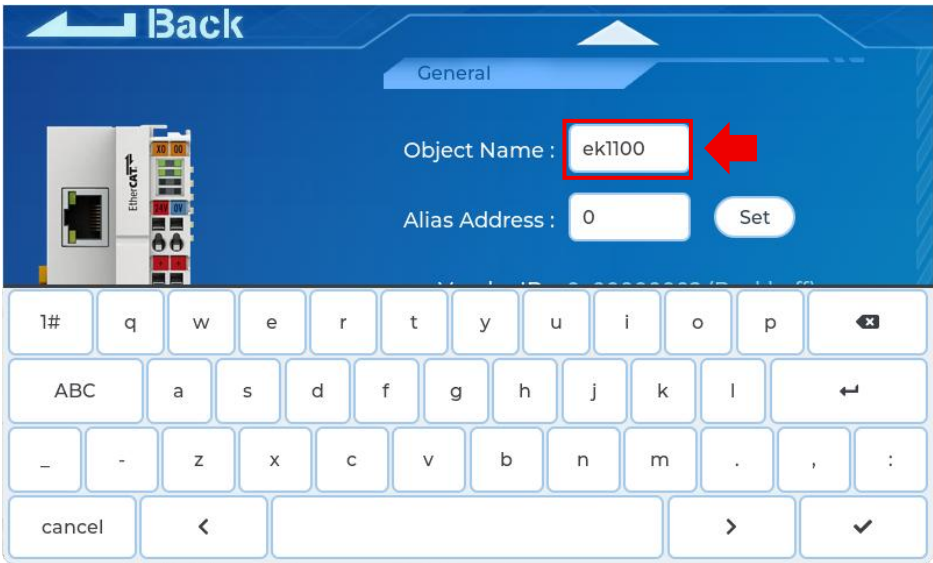 Back
General
Object Name : ek1100
Alias Address : 0 Set
EtherCAT
X0 00
24V 0V
1# q w e r t y u i o p
ABC a s d f g h j k l
_ - z x c v b n m . , :
cancel